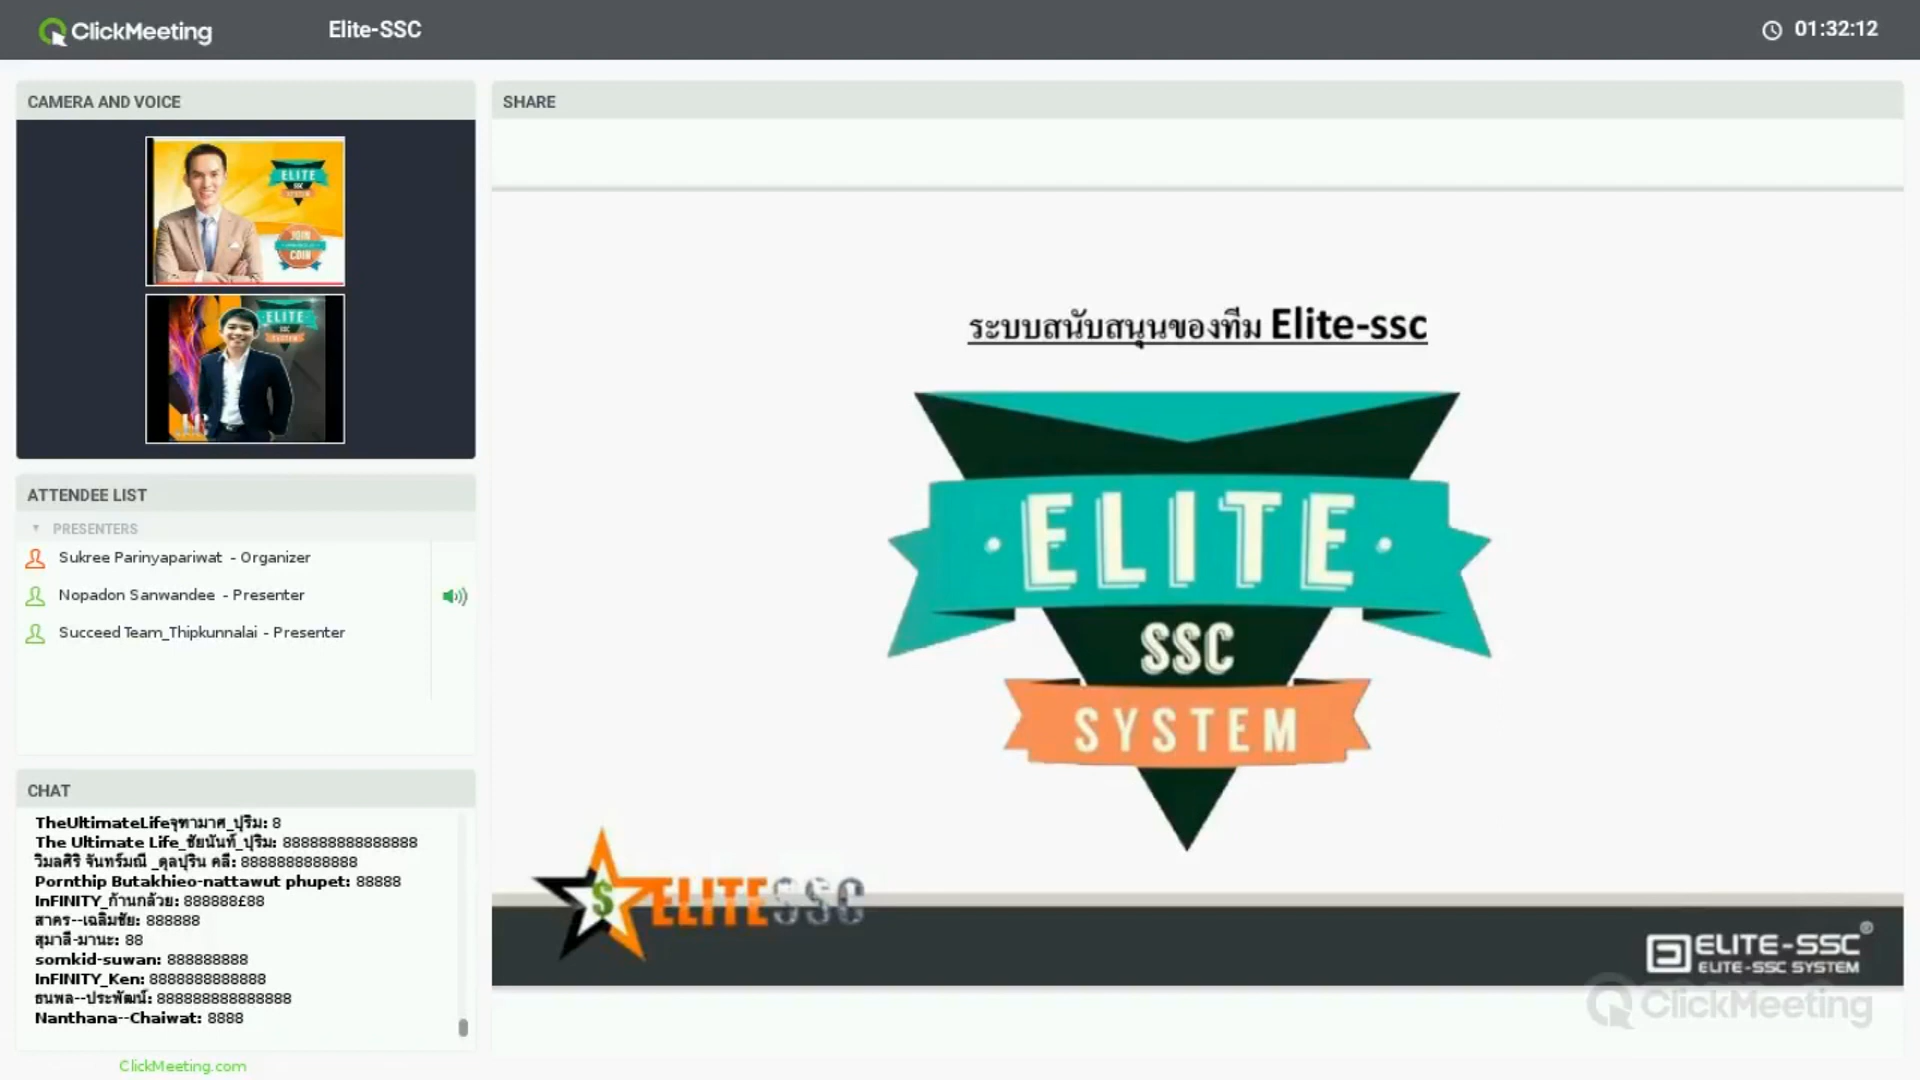 ClickMeeting
Elite-SSC
01:32:12
CAMERA AND VOICE
ELITE
SSC
SYSTEM
JOIN
COIN
ELITE
SSC
SYSTEM
ATTENDEE LIST
PRESENTERS
Sukree Parinyapariwat - Organizer
Nopadon Sanwandee - Presenter
Succeed Team_Thipkunnalai - Presenter
CHAT
TheUltimateLifeจุฑามาศ_ปุริม: 8
The Ultimate Life_ชัยนันท์_ปุริม: 888888888888888
วิมลศิริ จันทร์มณี _ดุลปุริน คลี: 8888888888888
Pornthip Butakhieo-nattawut phupet: 88888
InFINITY_ก้านกล้วย: 888888£88
สาคร--เฉลิมชัย: 888888
สุมาลี-มานะ: 88
somkid-suwan: 888888888
InFINITY_Ken: 8888888888888
ธนพล--ประพัฒน์: 888888888888888
Nanthana--Chaiwat: 8888
ClickMeeting.com
SHARE
ระบบสนับสนุนของทีม Elite-ssc
ELITE
SSC
SYSTEM
$ ELITESSC
ELITE-SSC®
ELITE-SSC SYSTEM
ClickMeeting